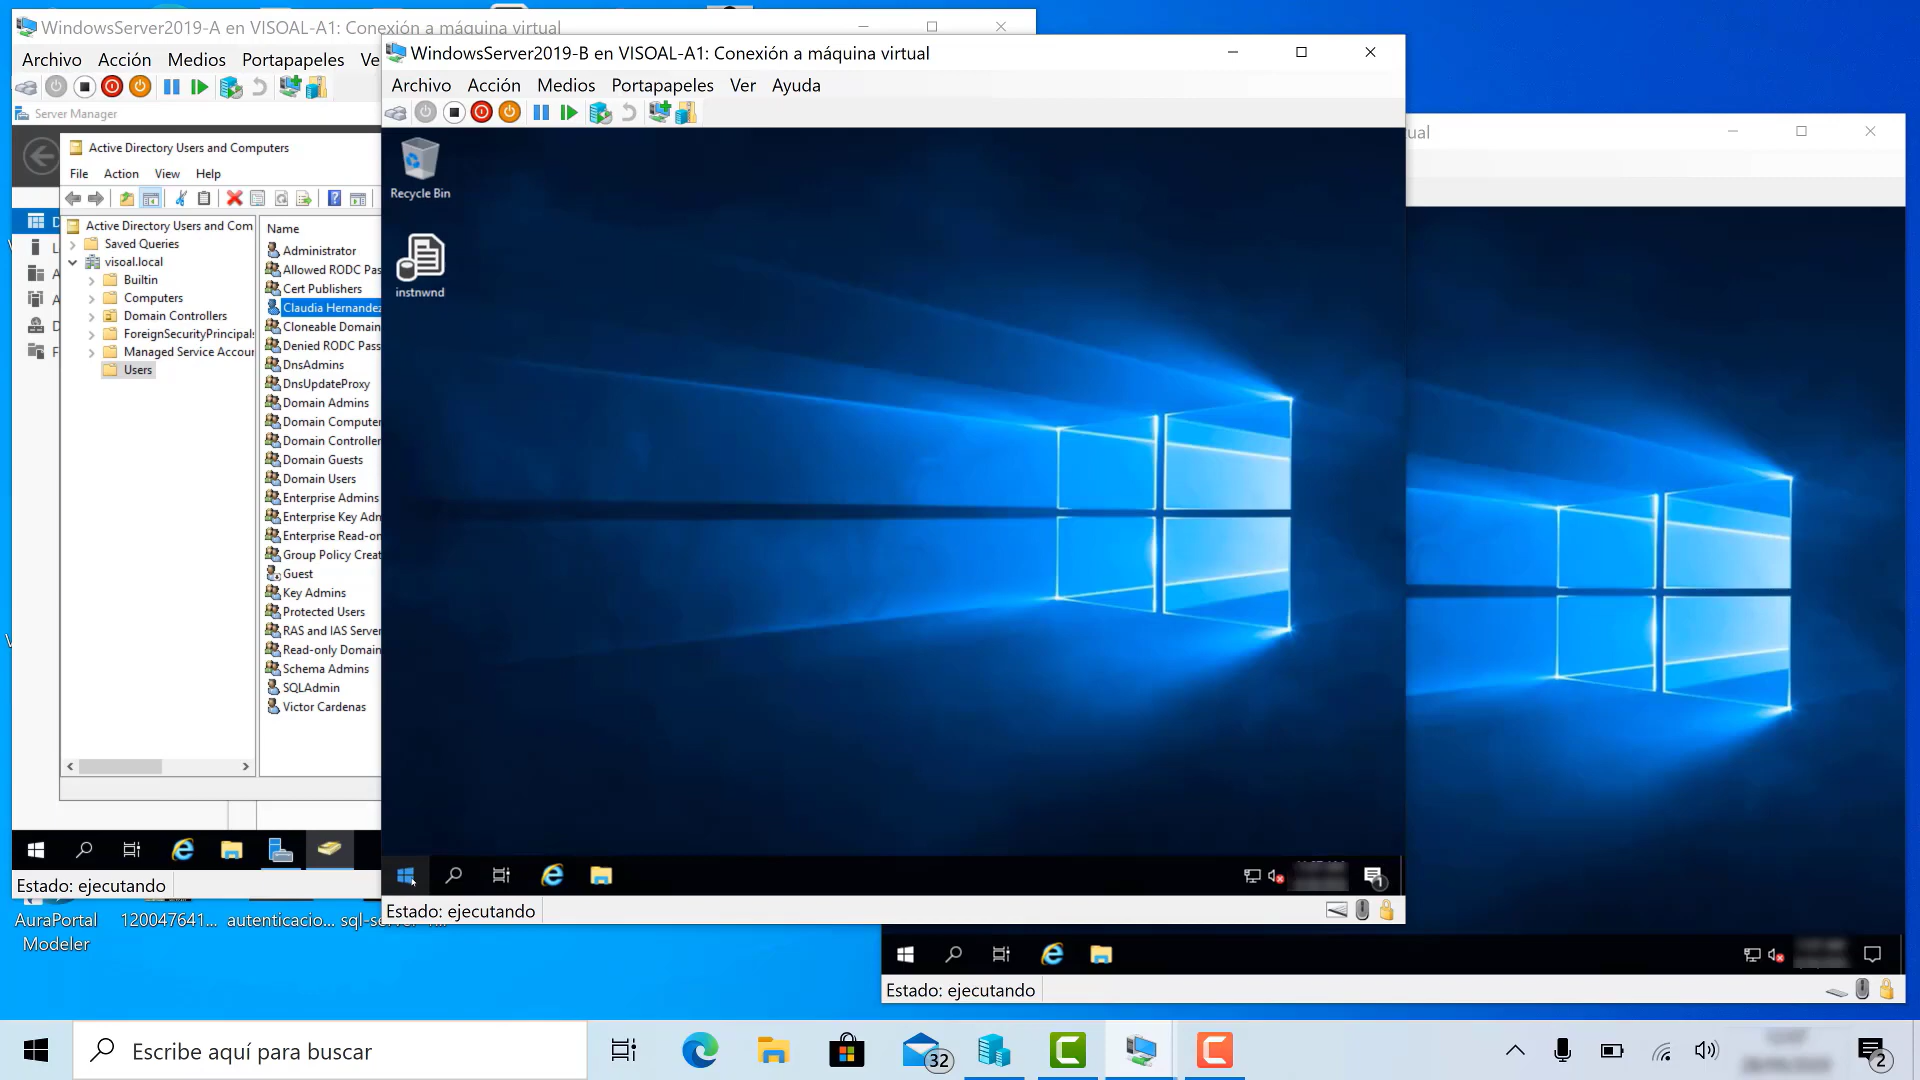 WindowsServer2019-A en VISOAL-A1: Conexión a máquina virtual
Archivo Acción Medios Portapapeles Ve
Server Manager
Active Directory Users and Computers
File Action View Help
Active Directory Users and Com
Saved Queries
visoal.local
Builtin
Computers
Domain Controllers
ForeignSecurityPrincipals
Managed Service Accour
Users
Name
Administrator
Allowed RODC Pas
Cert Publishers
Claudia Hernandez
Cloneable Domain
Denied RODC Pass
DnsAdmins
DnsUpdateProxy
Domain Admins
Domain Computer
Domain Controller
Domain Guests
Domain Users
Enterprise Admins
Enterprise Key Adn
Enterprise Read-on
Group Policy Creat
Guest
Key Admins
Protected Users
RAS and IAS Server
Read-only Domain
Schema Admins
SQLAdmin
Victor Cardenas
Estado: ejecutando
WindowsServer2019-B en VISOAL-A1: Conexión a máquina virtual
Archivo Acción Medios Portapapeles Ver Ayuda
Recycle Bin
instnwnd
1
Estado: ejecutando
ual
Estado: ejecutando
AuraPortal
Modeler
120047641...
autenticacio...
Escribe aquí para buscar
32
2